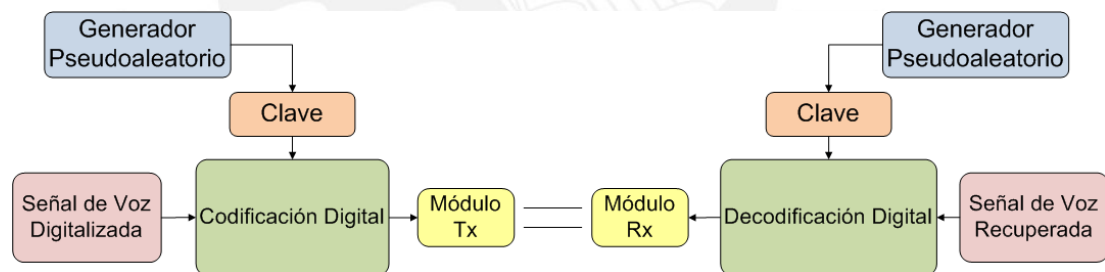 Generador
Pseudoaleatorio
Generador
Pseudoaleatorio
Clave
Clave
Señal de Voz
Digitalizada
Codificación Digital
Módulo
Tx
Módulo
Rx
Decodificación Digital
Señal de Voz
Recuperada